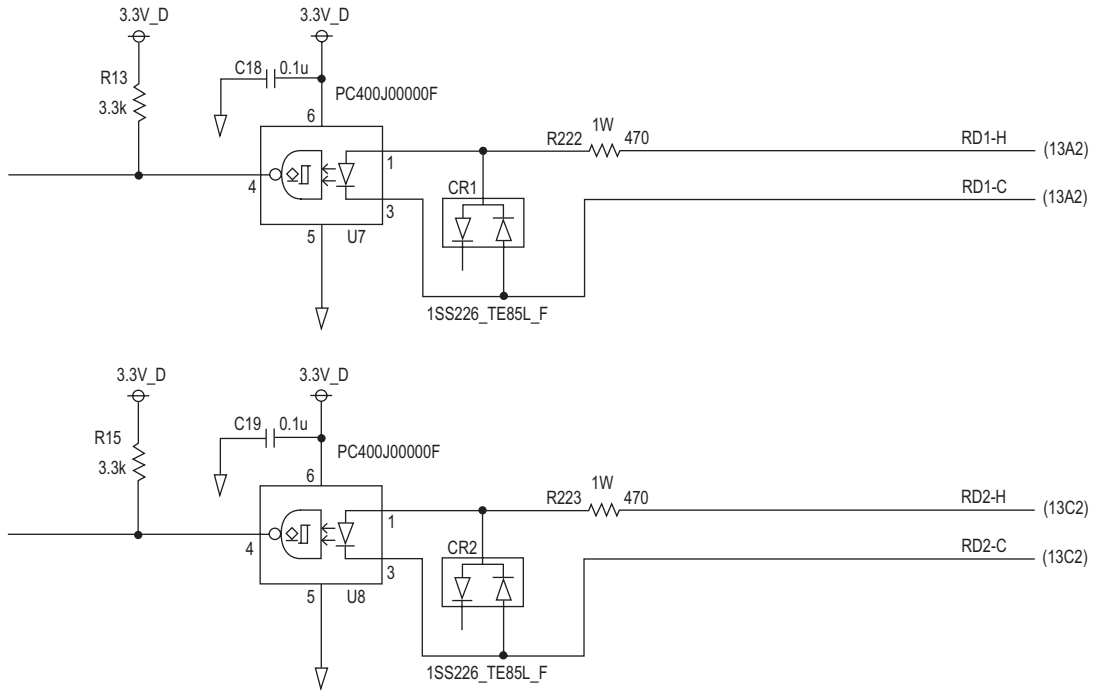 3.3V_D
3.3V_D
C18
0.1u
R13
3.3k
PC400J00000F
6
1W
R222
470
RD1-H
(13A2)
1
4
CR1
RD1-C
(13A2)
3
5
U7
1SS226_TE85L_F
3.3V_D
3.3V_D
C19
0.1u
R15
3.3k
PC400J00000F
6
1W
R223
470
RD2-H
(13C2)
1
4
CR2
RD2-C
(13C2)
3
5
U8
1SS226_TE85L_F